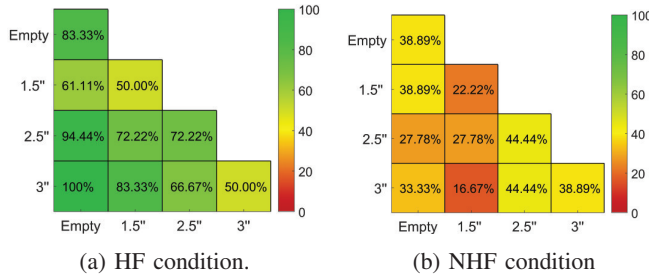 Empty 83.33%
1.5" 61.11% 50.00%
2.5" 94.44% 72.22% 72.22%
3" 100% 83.33% 66.67% 50.00%
Empty 1.5" 2.5" 3"
100
80
60
40
20
0
(a) HF condition.
Empty 38.89%
1.5" 38.89% 22.22%
2.5" 27.78% 27.78% 44.44%
3" 33.33% 16.67% 44.44% 38.89%
Empty 1.5" 2.5" 3"
100
80
60
40
20
0
(b) NHF condition